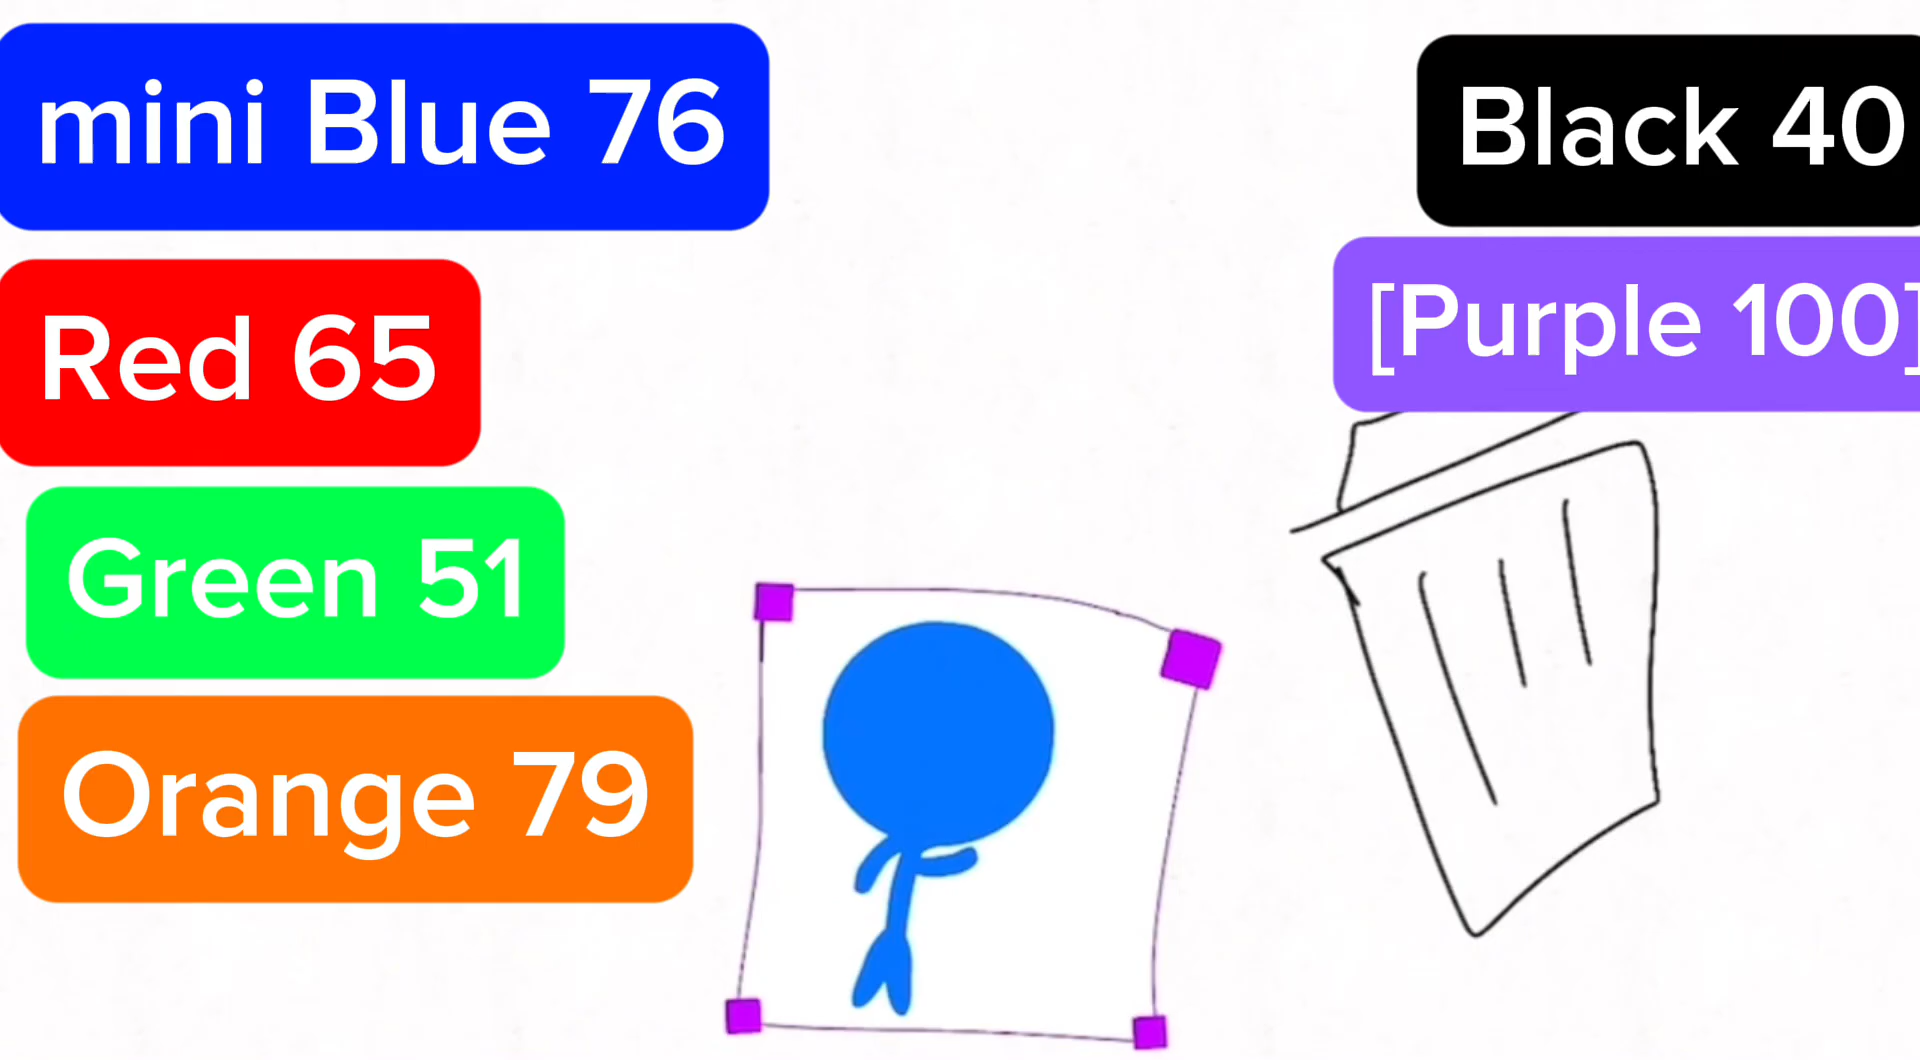 mini Blue 76
Red 65
Green 51
Orange 79
Black 40
[Purple 100]